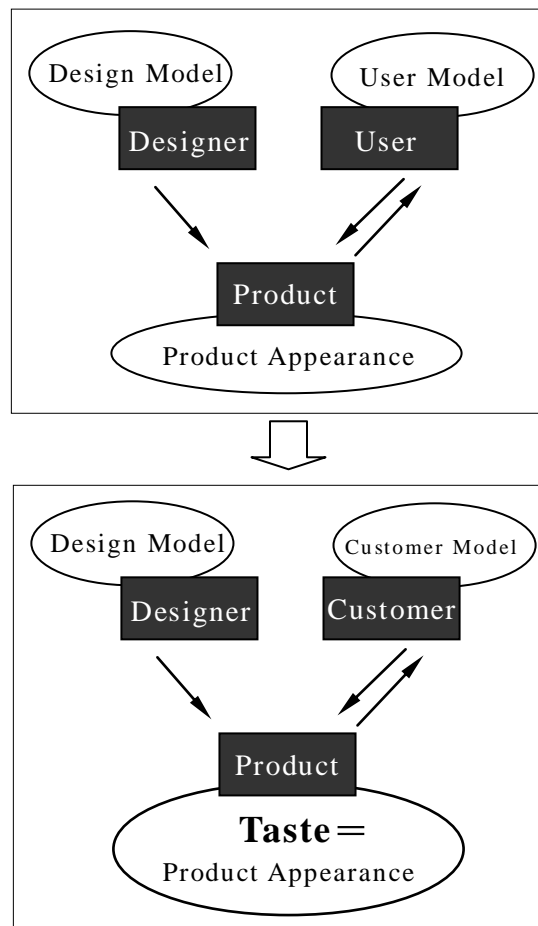 Design Model
User Model
Designer
User
Product
Product Appearance
Design Model
Customer Model
Designer
Customer
Product
Taste＝
Product Appearance